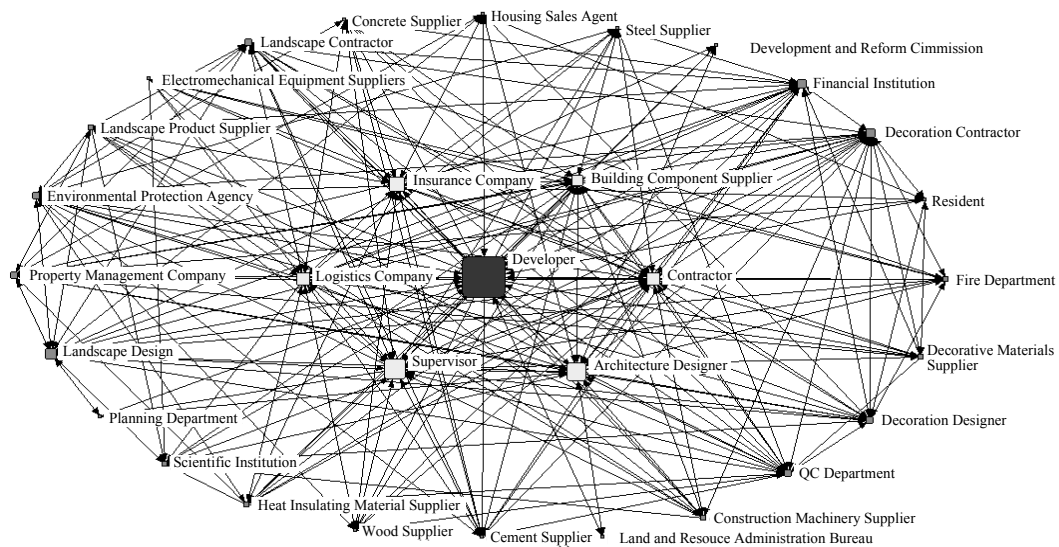 Concrete Supplier
Housing Sales Agent
Steel Supplier
Landscape Contractor
Development and Reform Cimmission
Electromechanical Equipment Suppliers
Financial Institution
Landscape Product Supplier
Decoration Contractor
Insurance Company
Building Component Supplier
Environmental Protection Agency
Resident
Developer
Property Management Company
Logistics Company
Contractor
Fire Department
Landscape Design
Supervisor
Architecture Designer
Decorative Materials
Supplier
Planning Department
Decoration Designer
Scientific Institution
QC Department
Heat Insulating Material Supplier
Construction Machinery Supplier
Wood Supplier
Cement Supplier
Land and Resouce Administration Bureau